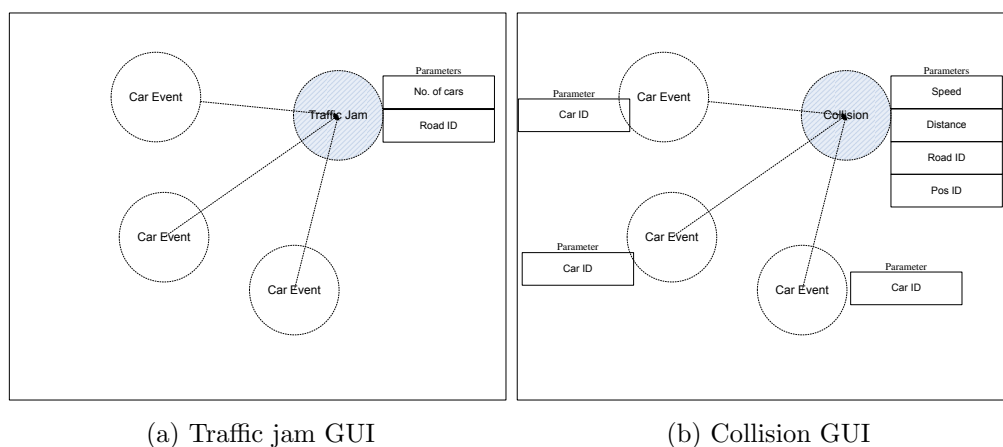 Parameters
No. of cars
Road ID
Car Event
Traffic Jam
Car Event
Car Event
(a) Traffic jam GUI
Parameters
Speed
Distance
Road ID
Pos ID
Parameter
Car ID
Car Event
Collision
Car Event
Parameter
Car ID
Car Event
Parameter
Car ID
(b) Collision GUI